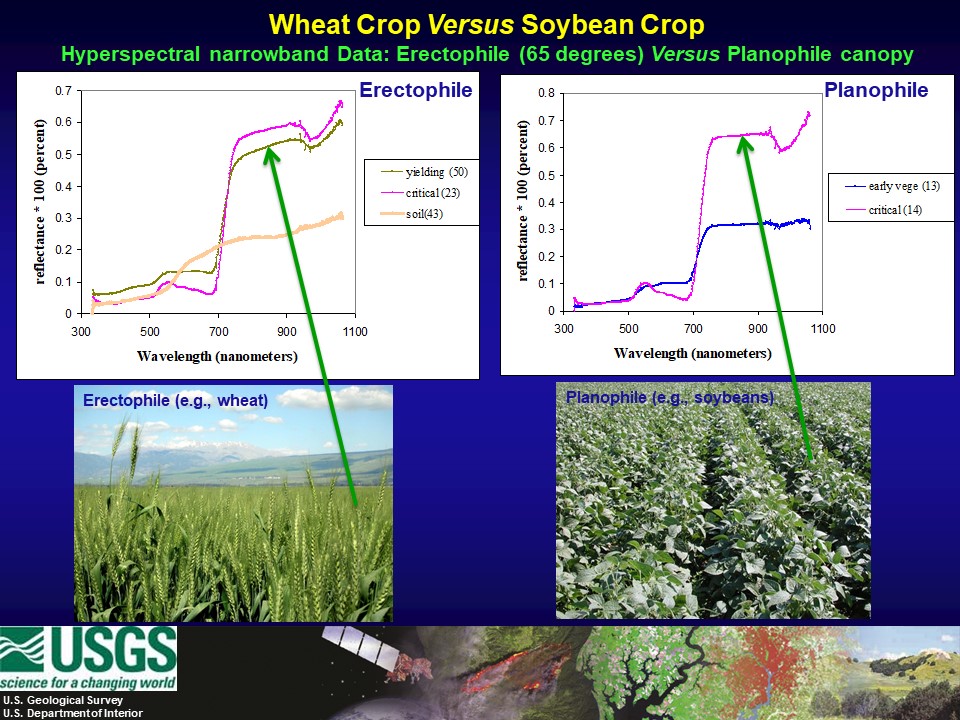 Wheat Crop Versus Soybean Crop
Hyperspectral narrowband Data: Erectophile (65 degrees) Versus Planophile canopy
Erectophile
reflectance * 100 (percent)
0.7
0.6
0.5
0.4
0.3
0.2
0.1
0
300 500 700 900 1100
Wavelength (nanometers)
yielding (50)
critical (23)
soil(43)
Planophile
reflectance * 100 (percent)
0.8
0.7
0.6
0.5
0.4
0.3
0.2
0.1
0
300 500 700 900 1100
Wavelength (nanometers)
early vege (13)
critical (14)
Erectophile (e.g., wheat)
Planophile (e.g., soybeans)
USGS
science for a changing world
U.S. Geological Survey
U.S. Department of Interior